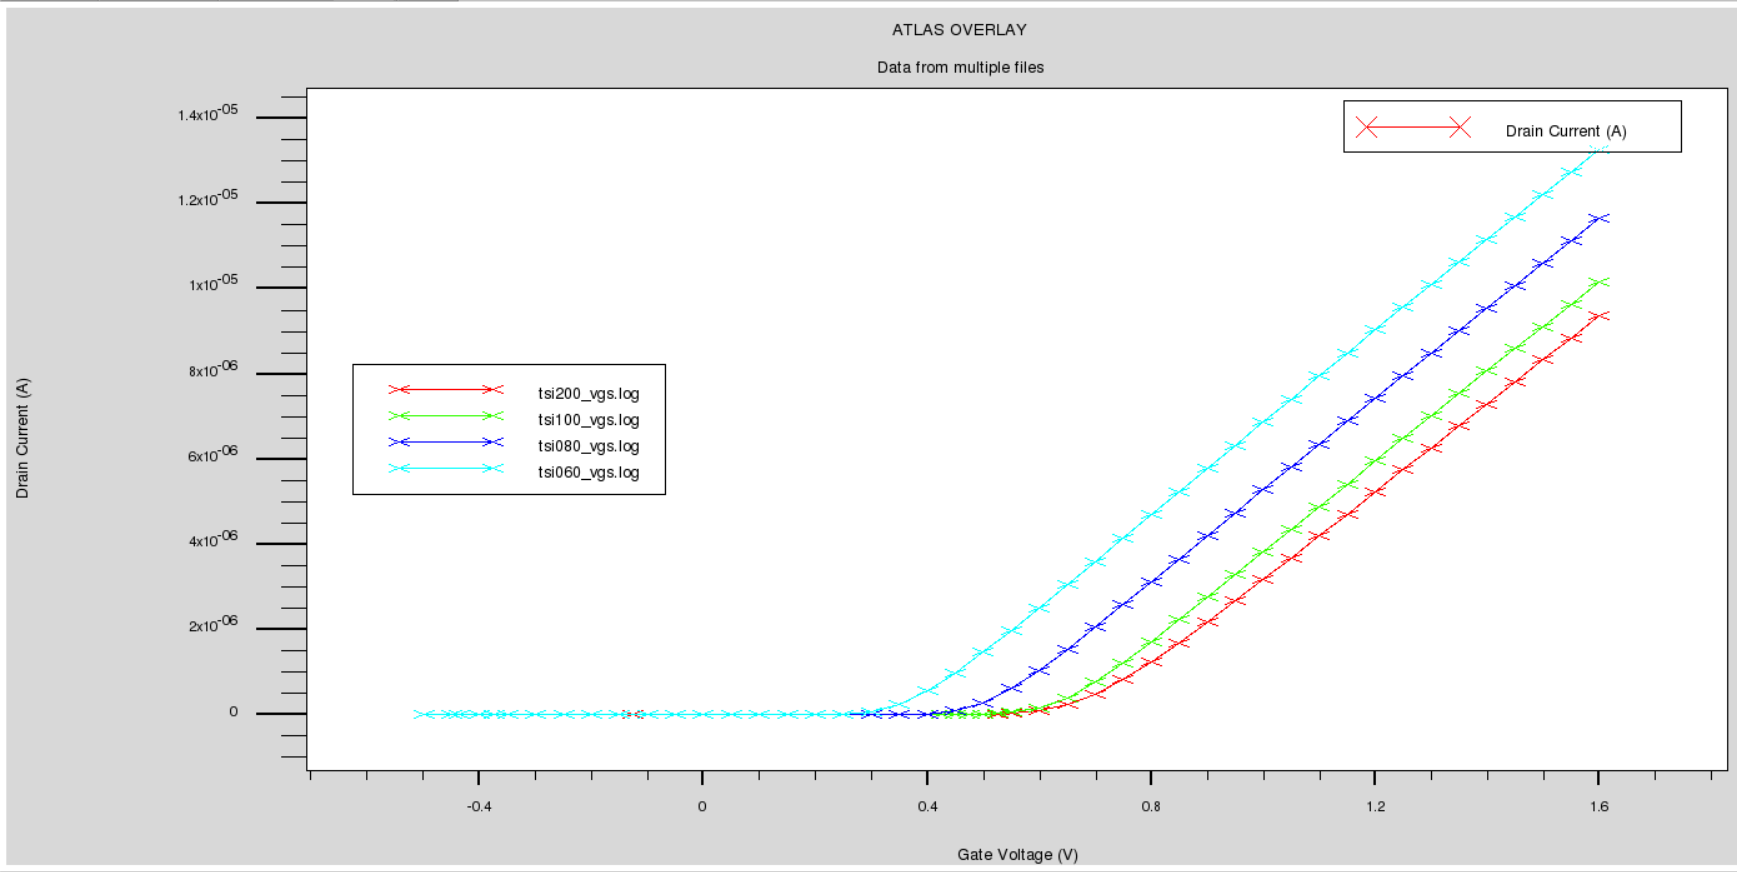 ATLAS OVERLAY
Data from multiple files
Drain Current (A)
1.4x10^-05
1.2x10^-05
1x10^-05
8x10^-06
6x10^-06
4x10^-06
2x10^-06
0
Drain Current (A)
tsi200_vgs.log
tsi100_vgs.log
tsi080_vgs.log
tsi060_vgs.log
-0.4 0 0.4 0.8 1.2 1.6
Gate Voltage (V)